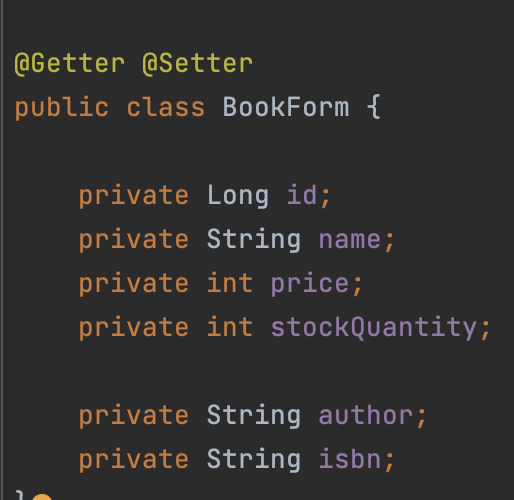 @Getter @Setter
public class BookForm {
private Long id;
private String name;
private int price;
private int stockQuantity;
private String author;
private String isbn;
}